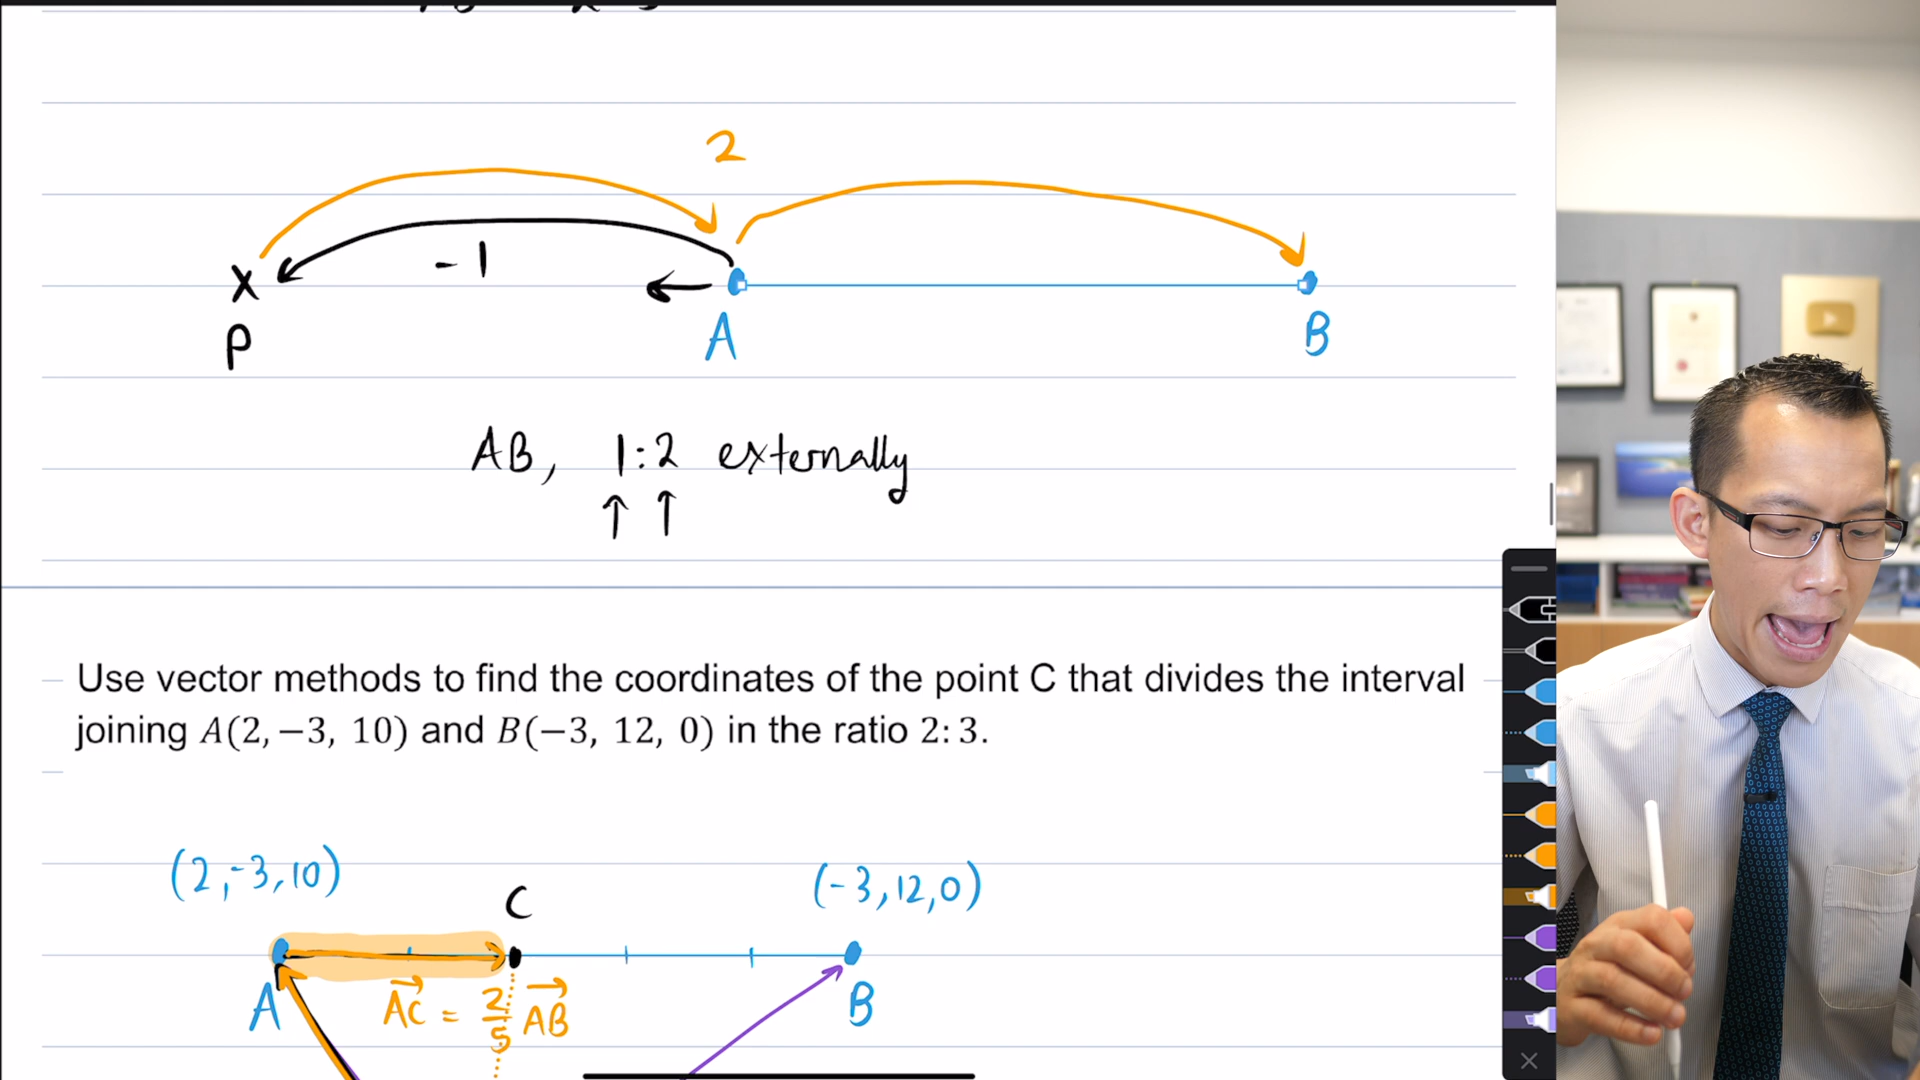 2
-1
X
P
A
B
AB, 1:2 externally
Use vector methods to find the coordinates of the point C that divides the interval
joining A(2,−3, 10) and B(−3, 12, 0) in the ratio 2: 3.
(2,-3,10)
C
(-3,12,0)
A
AC = 2/5 AB
B